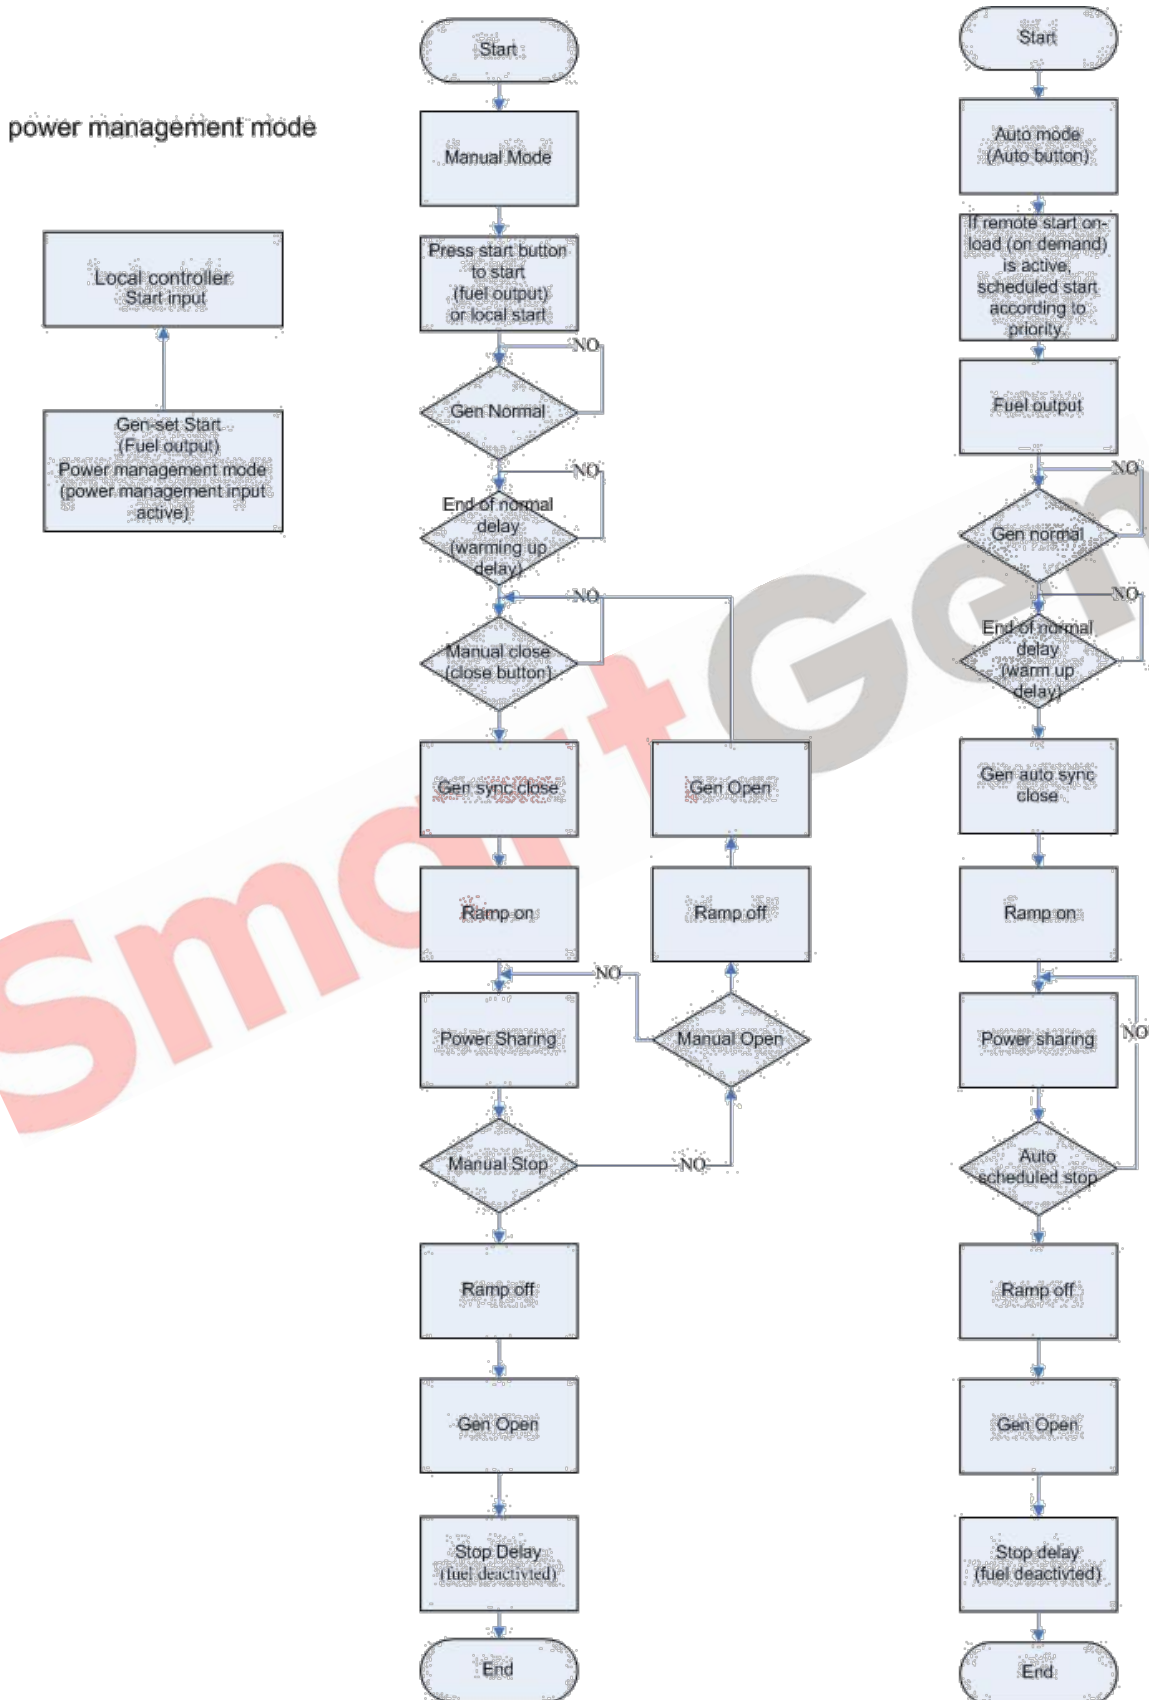 power management mode
Local controller
Start input
Gen-set Start
(Fuel output)
Power management mode
(power management input
active)
Start
Manual Mode
Press start button
to start
(fuel output)
or local start
NO
Gen Normal
NO
End of normal
delay
(warming up
delay)
NO
Manual close
(close button)
Gen sync close
Gen Open
Ramp on
Ramp off
NO
Power Sharing
Manual Open
Manual Stop
NO
Ramp off
Gen Open
Stop Delay
(fuel deactivted)
End
Start
Auto mode
(Auto button)
If remote start on-
load (on demand)
is active,
scheduled start
according to
priority.
Fuel output
NO
Gen normal
NO
End of normal
delay
(warm up
delay)
Gen auto sync
close
Ramp on
Power sharing
NO
Auto
scheduled stop
Ramp off
Gen Open
Stop delay
(fuel deactivted)
End
SmartGen